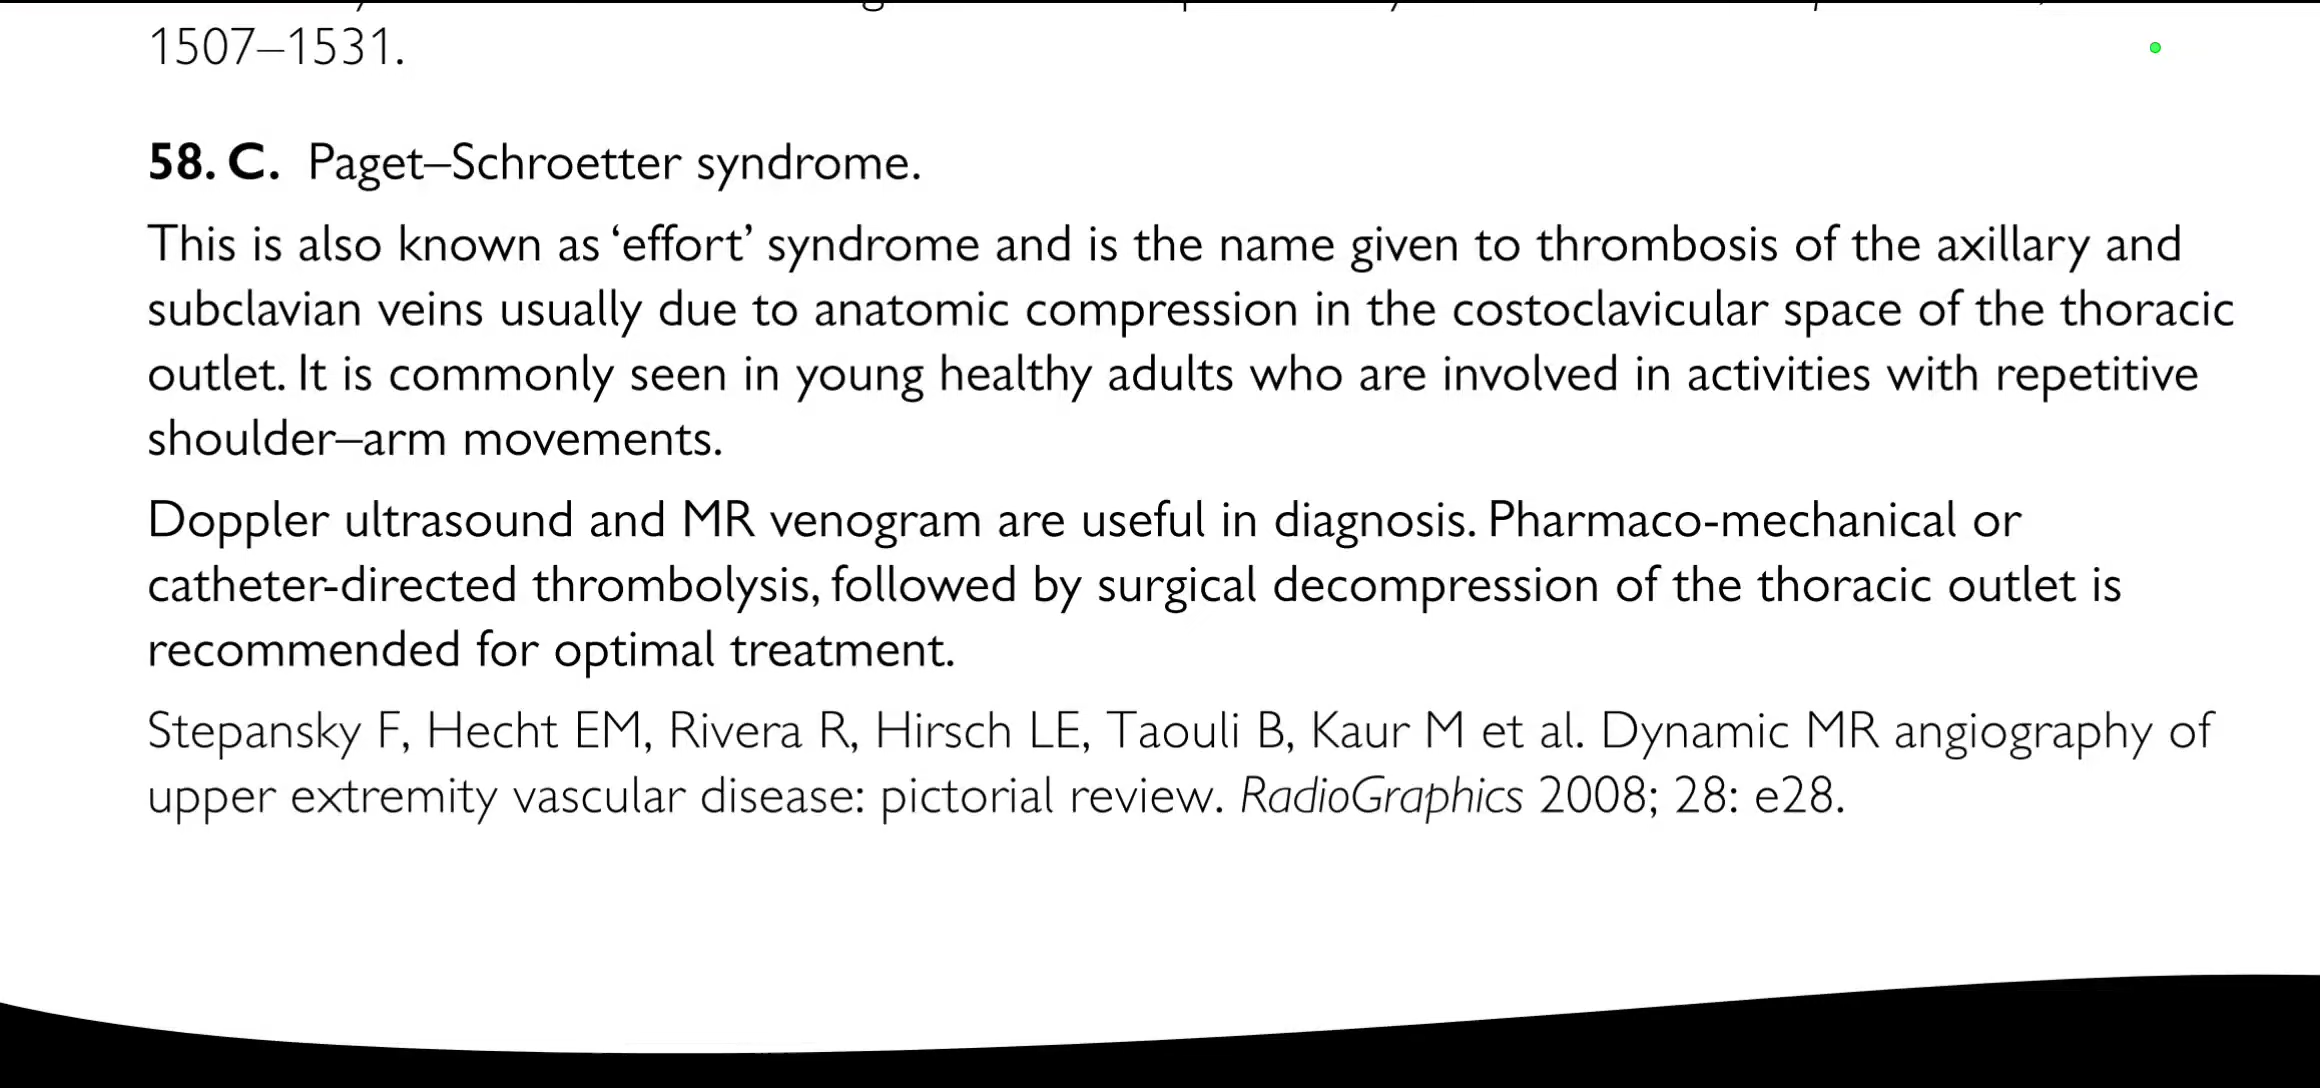 1507–1531.
58. C. Paget–Schroetter syndrome.
This is also known as ‘effort’ syndrome and is the name given to thrombosis of the axillary and
subclavian veins usually due to anatomic compression in the costoclavicular space of the thoracic
outlet. It is commonly seen in young healthy adults who are involved in activities with repetitive
shoulder–arm movements.
Doppler ultrasound and MR venogram are useful in diagnosis. Pharmaco-mechanical or
catheter-directed thrombolysis, followed by surgical decompression of the thoracic outlet is
recommended for optimal treatment.
Stepansky F, Hecht EM, Rivera R, Hirsch LE, Taouli B, Kaur M et al. Dynamic MR angiography of
upper extremity vascular disease: pictorial review. RadioGraphics 2008; 28: e28.